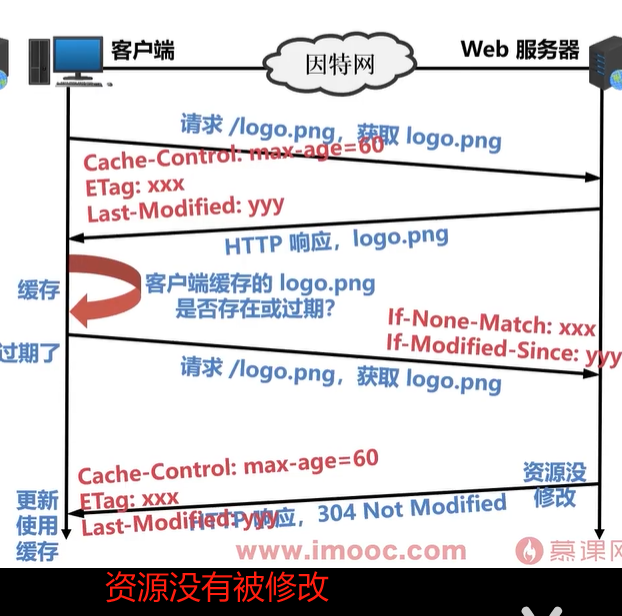 客户端
因特网
Web 服务器
请求 /logo.png，获取 logo.png
Cache-Control: max-age=60
ETag: xxx
Last-Modified: yyy
HTTP 响应，logo.png
缓存
客户端缓存的 logo.png
是否存在或过期?
If-None-Match: xxx
If-Modified-Since: yyy
过期了
请求 /logo.png，获取 logo.png
Cache-Control: max-age=60
ETag: xxx
Last-Modified: yyy
HTTP 响应，304 Not Modified
资源没
修改
更新
使用
缓存
www.imooc.com
慕课网
资源没有被修改